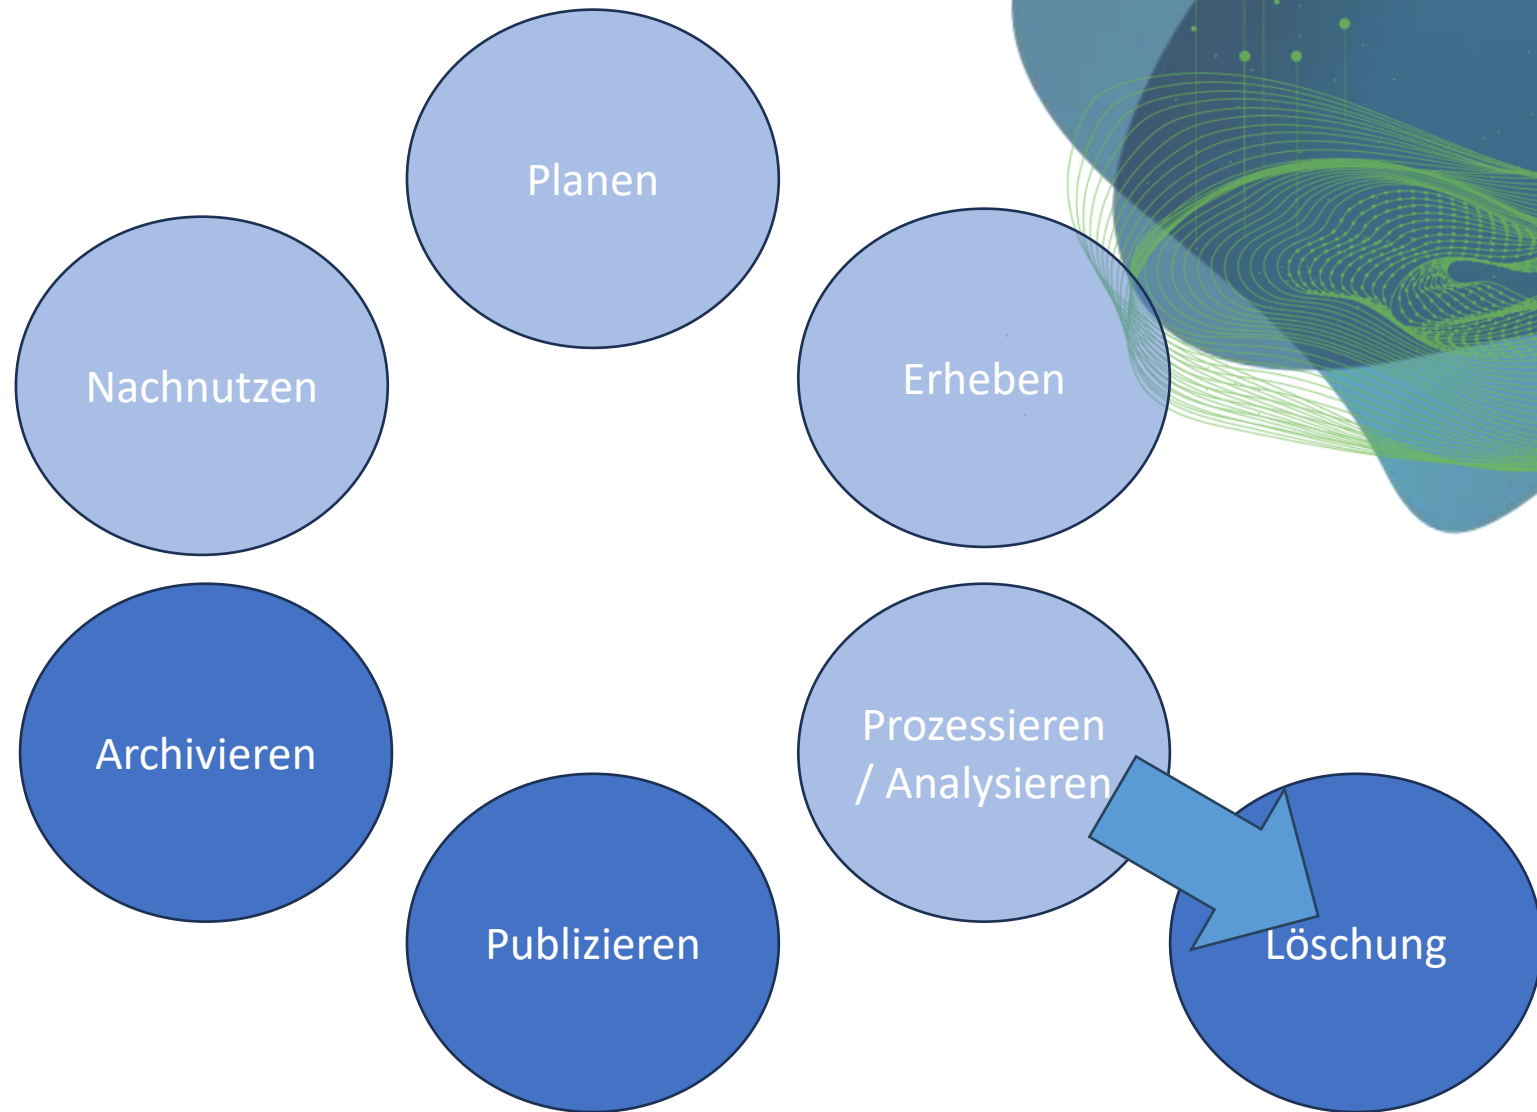 Planen
Nachnutzen
Erheben
Archivieren
Prozessieren
/ Analysieren
Publizieren
Löschung